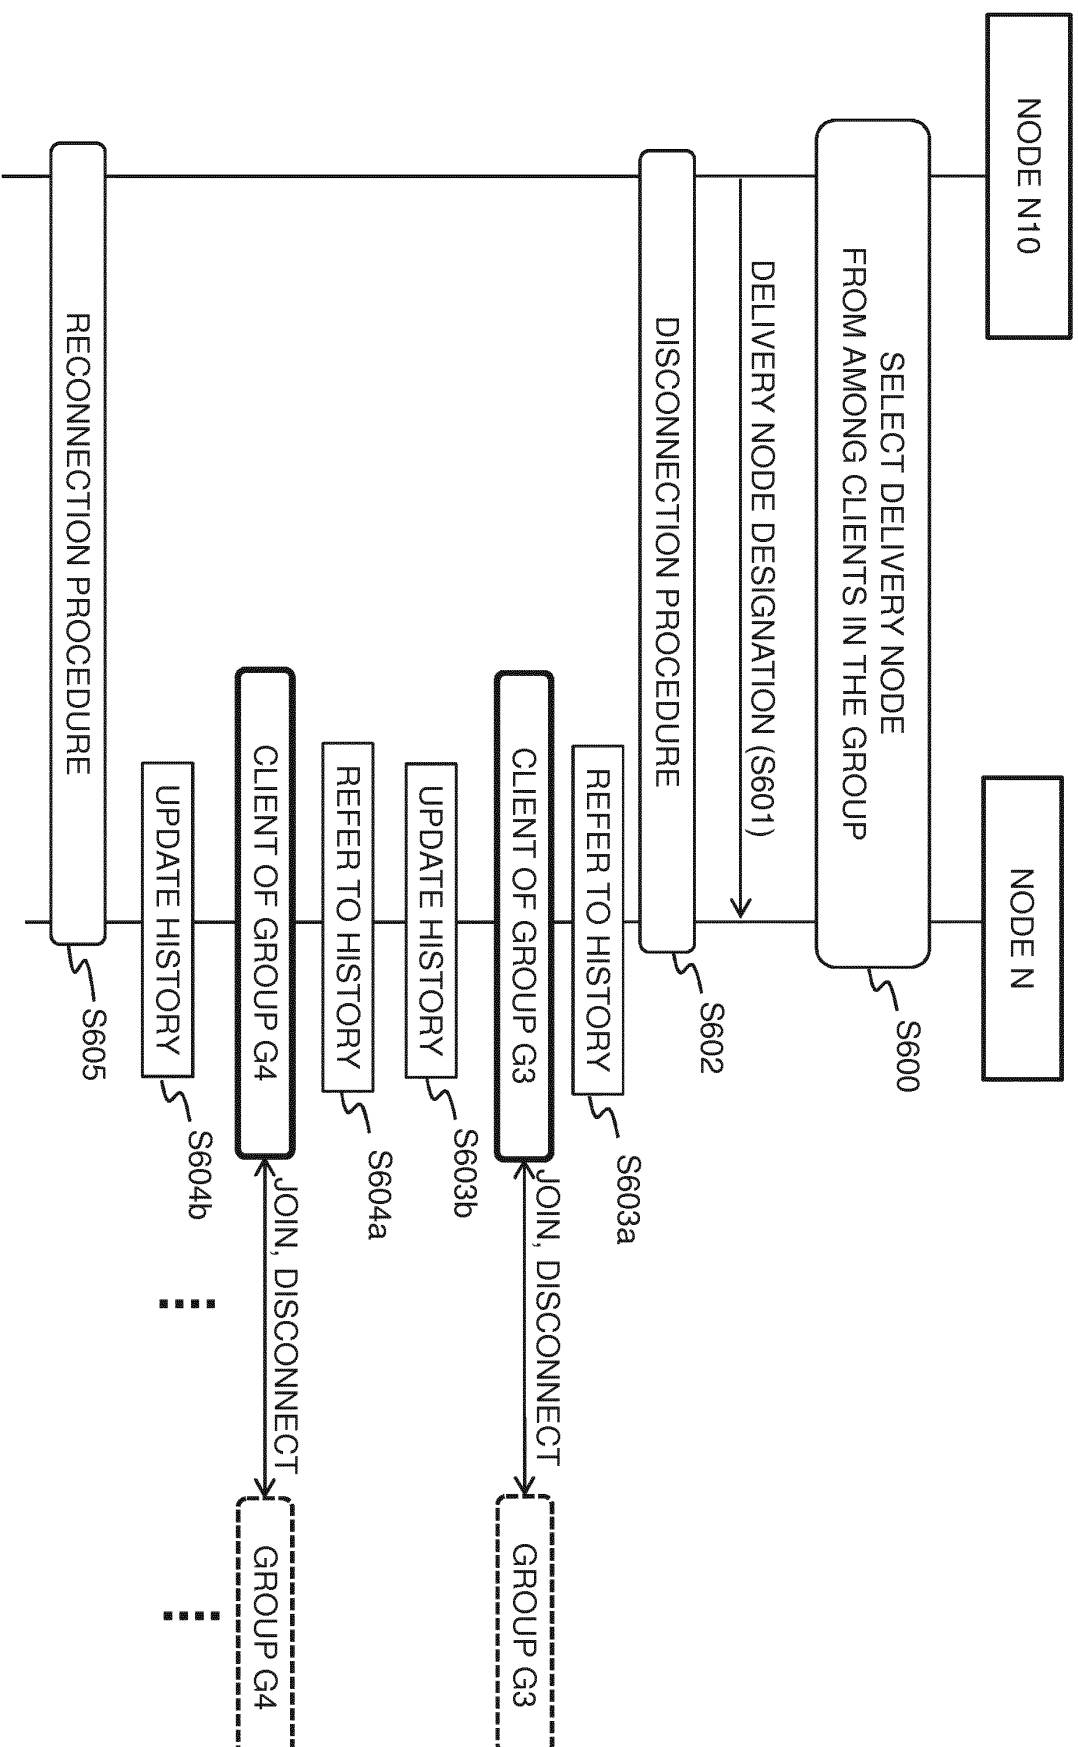 NODE N10
NODE N
SELECT DELIVERY NODE
FROM AMONG CLIENTS IN THE GROUP
S600
DELIVERY NODE DESIGNATION (S601)
DISCONNECTION PROCEDURE
S602
REFER TO HISTORY
S603a
CLIENT OF GROUP G3
JOIN, DISCONNECT
GROUP G3
UPDATE HISTORY
S603b
REFER TO HISTORY
S604a
CLIENT OF GROUP G4
JOIN, DISCONNECT
GROUP G4
UPDATE HISTORY
S604b
RECONNECTION PROCEDURE
S605